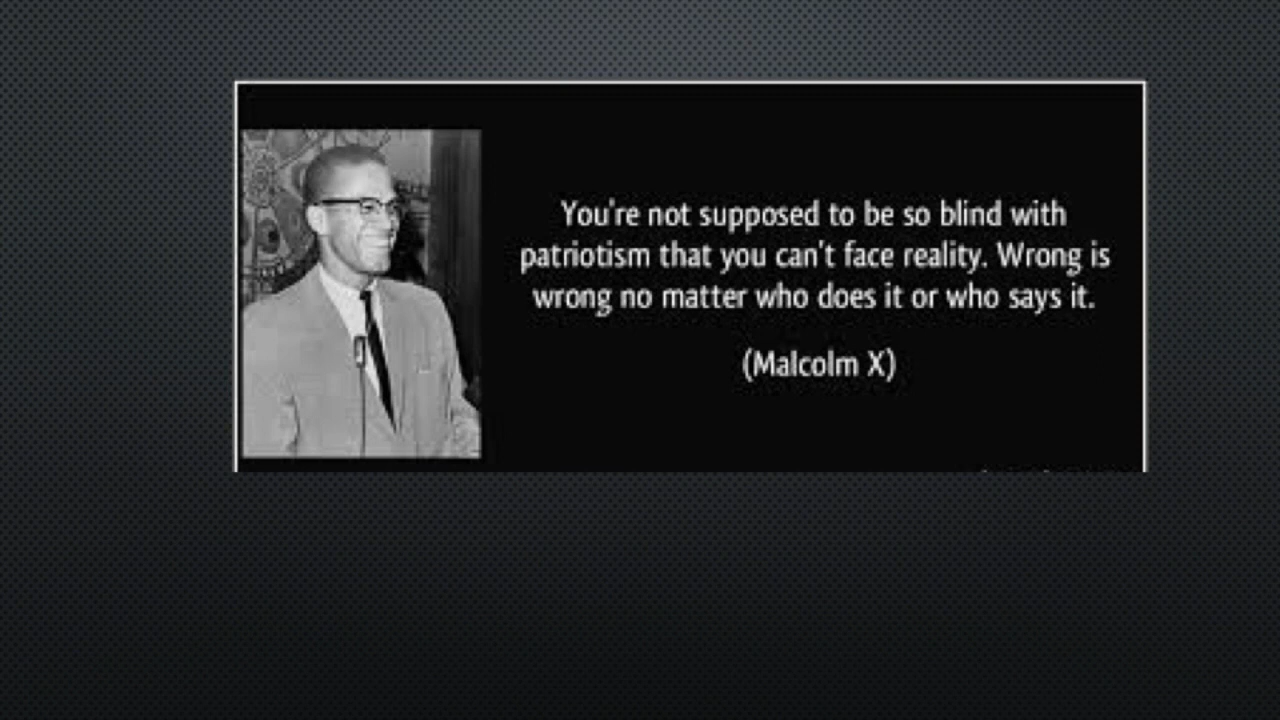 You're not supposed to be so blind with
patriotism that you can't face reality. Wrong is
wrong no matter who does it or who says it.
(Malcolm X)